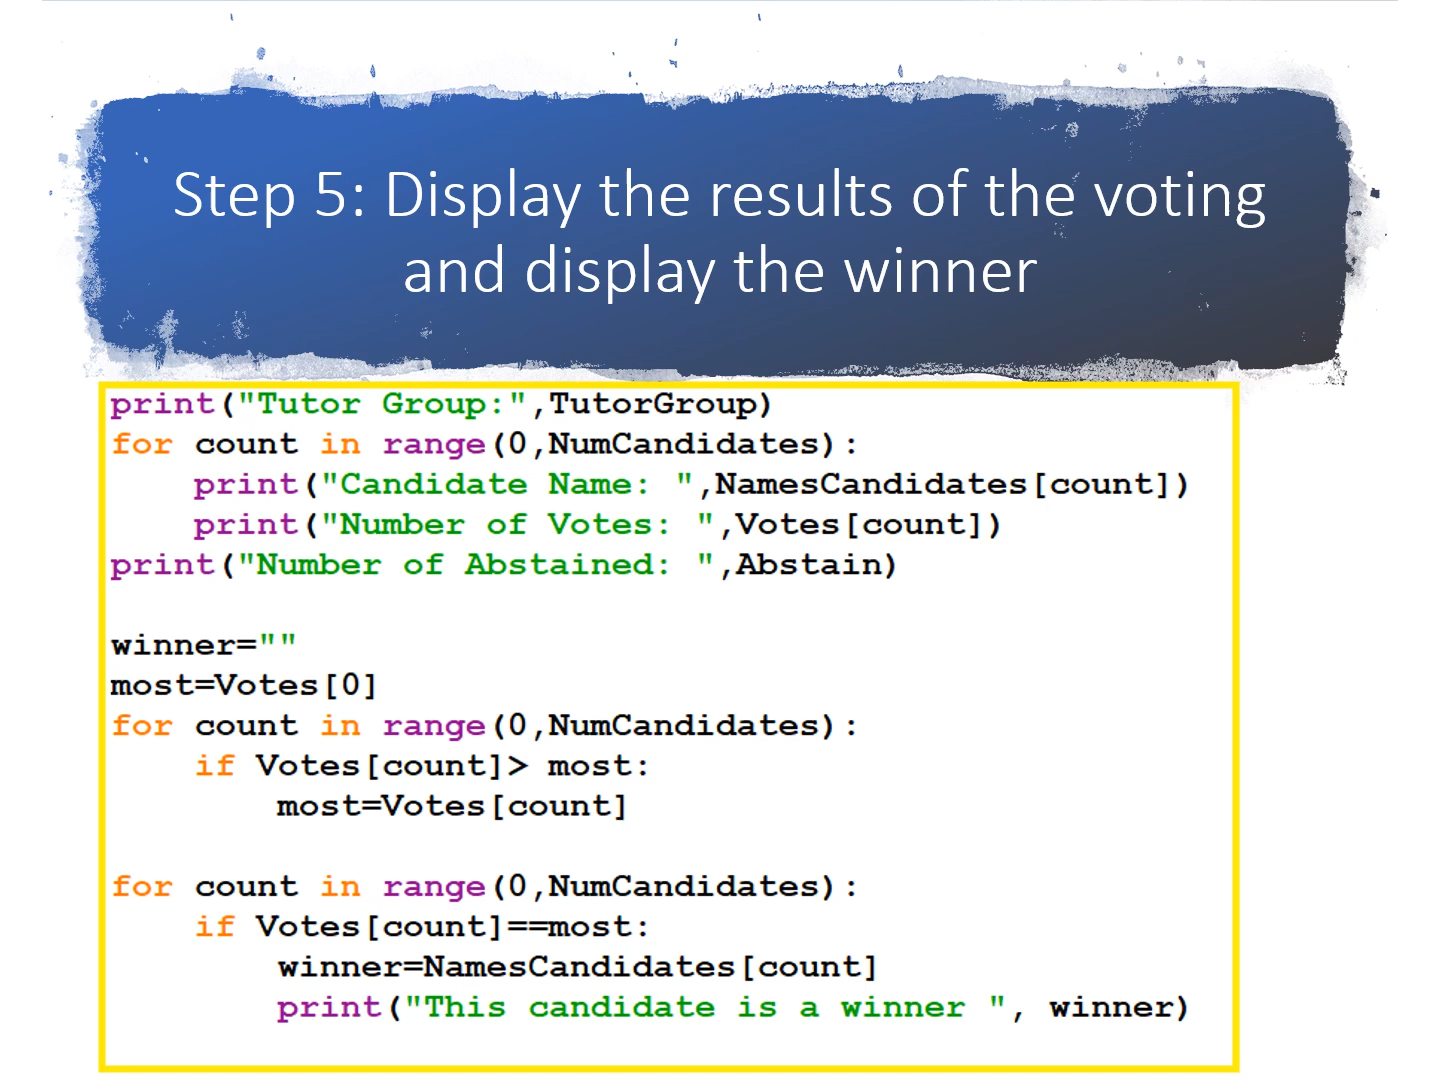 Step 5: Display the results of the voting
and display the winner
print("Tutor Group:",TutorGroup)
for count in range(0,NumCandidates):
    print("Candidate Name: ",NamesCandidates[count])
    print("Number of Votes: ",Votes[count])
print("Number of Abstained: ",Abstain)
winner=""
most=Votes[0]
for count in range(0,NumCandidates):
    if Votes[count]> most:
        most=Votes[count]
for count in range(0,NumCandidates):
    if Votes[count]==most:
        winner=NamesCandidates[count]
        print("This candidate is a winner ", winner)